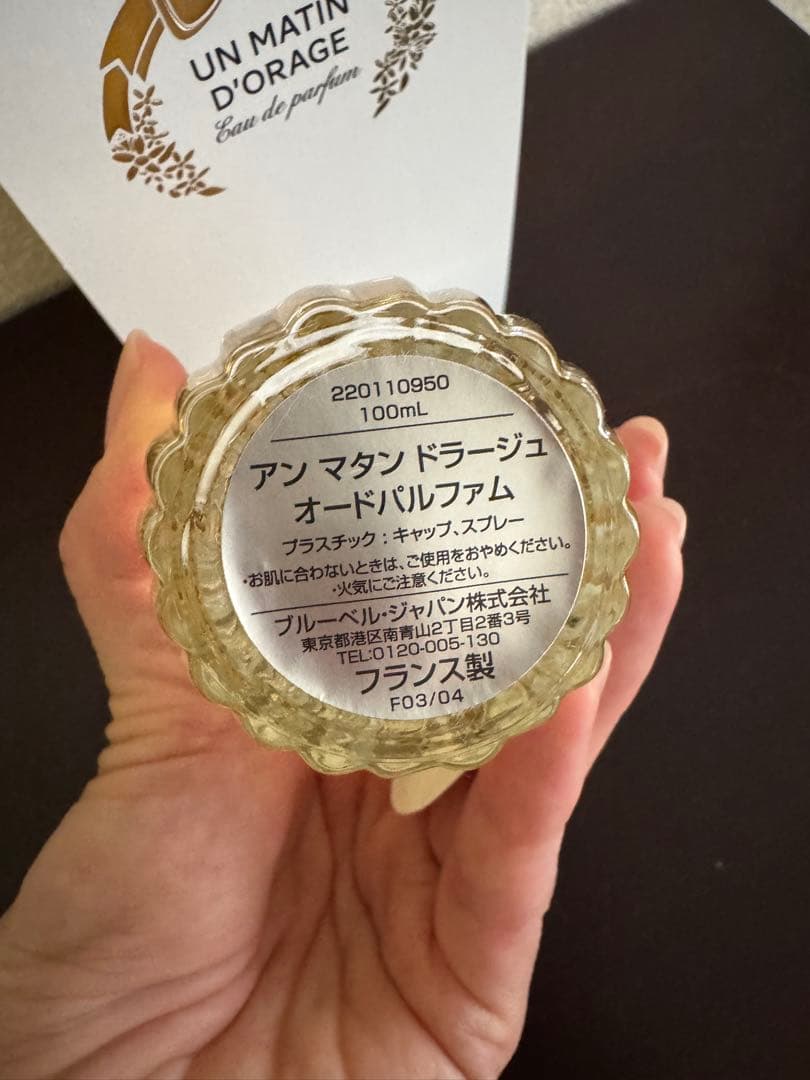 UN MATIN
D'ORAGE
Eau de parfum
220110950
100mL
アン マタン ドラージュ
オードパルファム
プラスチック : キャップ、スプレー
・お肌に合わないときは、ご使用をおやめください。
・火気にご注意ください。
ブルーベル・ジャパン株式会社
東京都港区南青山2丁目2番3号
TEL:0120-005-130
フランス製
F03/04